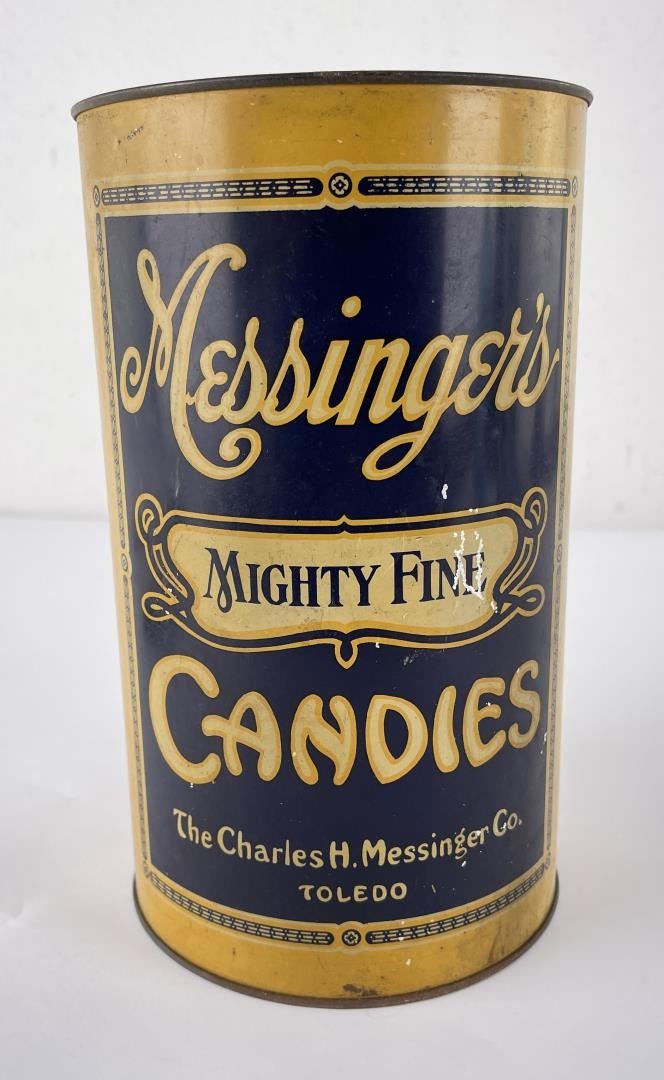 Messinger's
MIGHTY FINE
CANDIES
The Charles H. Messinger Co.
TOLEDO